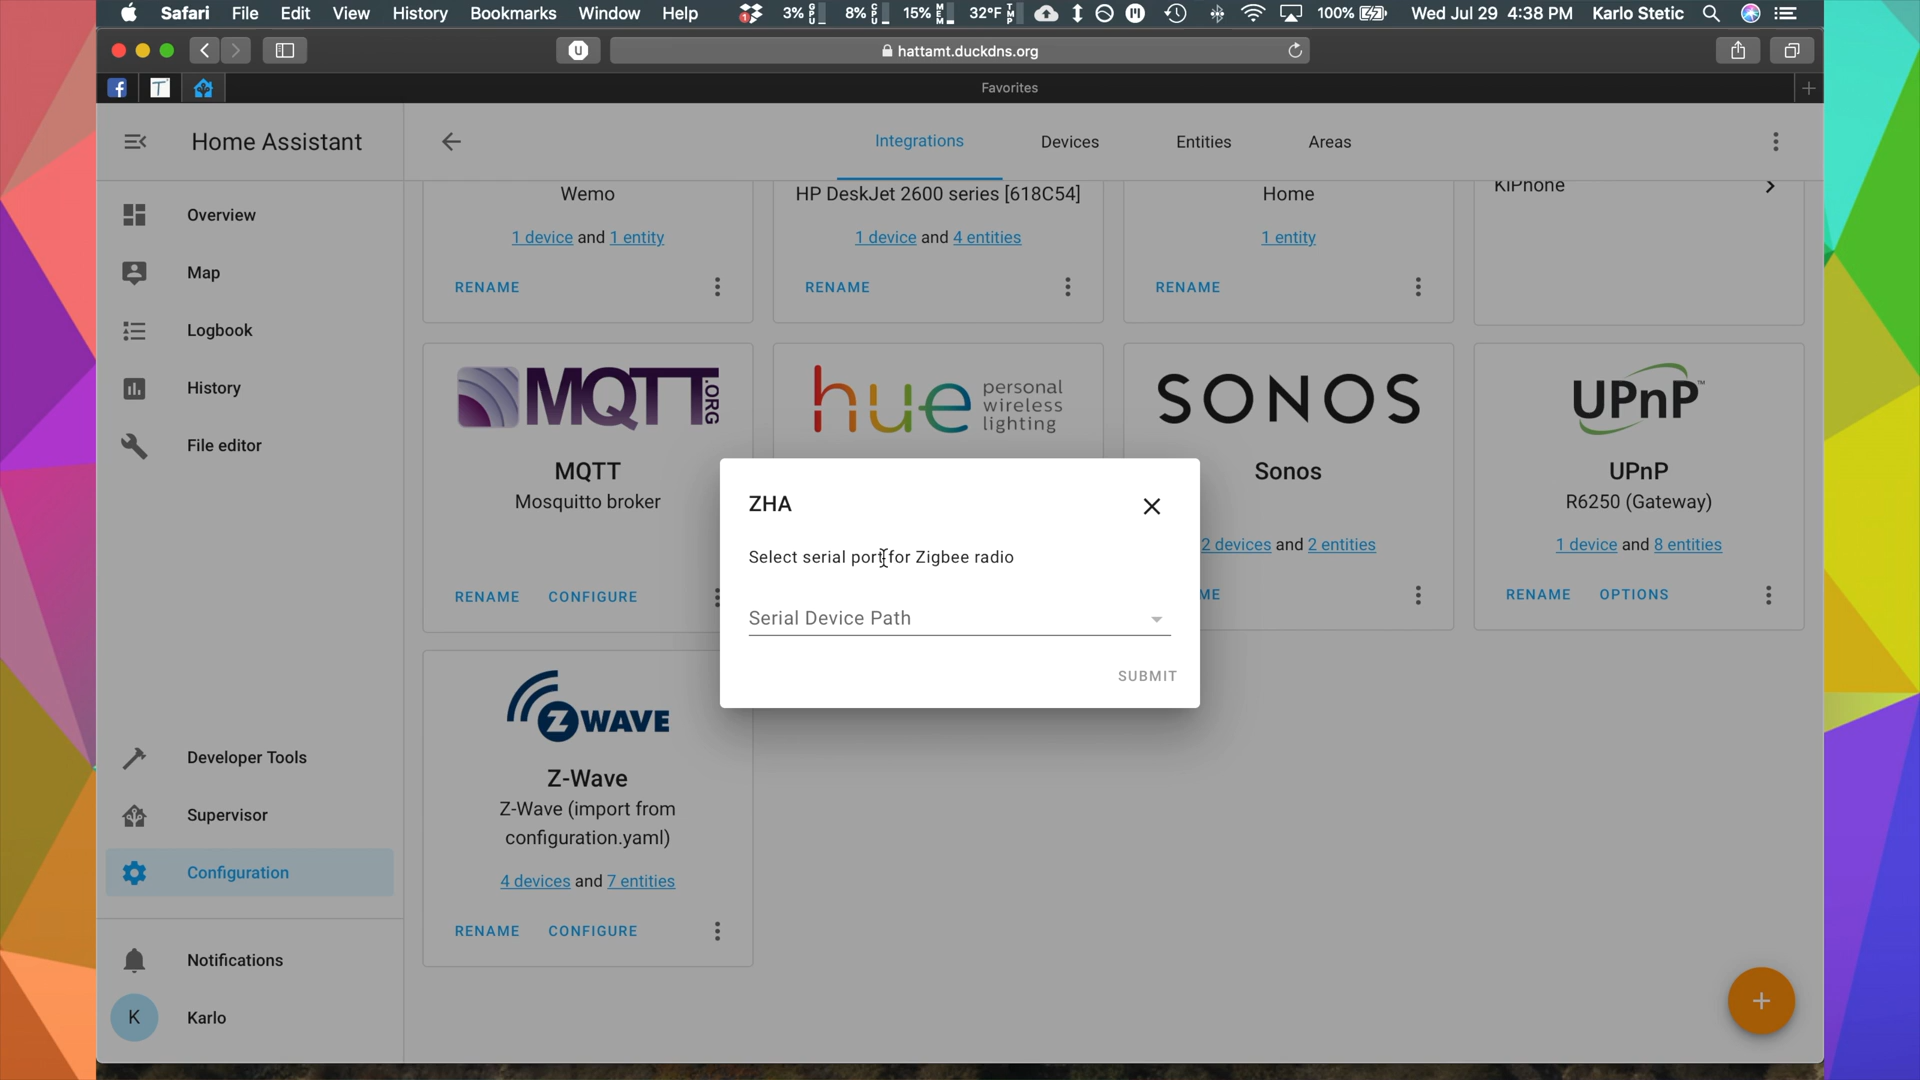 Safari File Edit View History Bookmarks Window Help 3% 8% 15% 32°F 100% Wed Jul 29 4:38 PM Karlo Stetic
hattamt.duckdns.org
Favorites
Home Assistant
Integrations Devices Entities Areas
Overview
Map
Logbook
History
File editor
Developer Tools
Supervisor
Configuration
Notifications
K Karlo
Wemo
1 device and 1 entity
RENAME
HP DeskJet 2600 series [618C54]
1 device and 4 entities
RENAME
Home
1 entity
RENAME
KiPhone
MQTT.ORG
MQTT
Mosquitto broker
RENAME CONFIGURE
hue personal
wireless
lighting
SONOS
Sonos
2 devices and 2 entities
UPnP™
UPnP
R6250 (Gateway)
1 device and 8 entities
RENAME OPTIONS
ZHA
Select serial port for Zigbee radio
Serial Device Path
SUBMIT
Z WAVE
Z-Wave
Z-Wave (import from
configuration.yaml)
4 devices and 7 entities
RENAME CONFIGURE